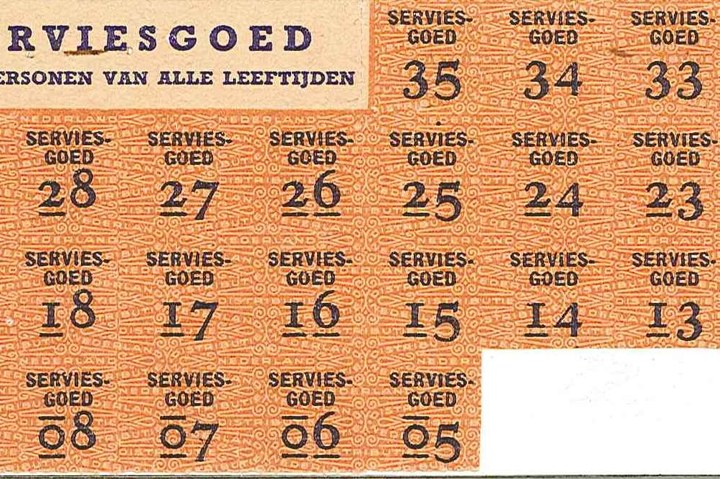 RVIESGOED
ERSONEN VAN ALLE LEEFTIJDEN
SERVIES-
GOED
35
SERVIES-
GOED
34
SERVIES-
GOED
33
SERVIES-
GOED
28
SERVIES-
GOED
27
SERVIES-
GOED
26
SERVIES-
GOED
25
SERVIES-
GOED
24
SERVIES-
GOED
23
SERVIES-
GOED
18
SERVIES-
GOED
17
SERVIES-
GOED
16
SERVIES-
GOED
15
SERVIES-
GOED
14
SERVIES-
GOED
13
SERVIES-
GOED
08
SERVIES-
GOED
07
SERVIES-
GOED
06
SERVIES-
GOED
05